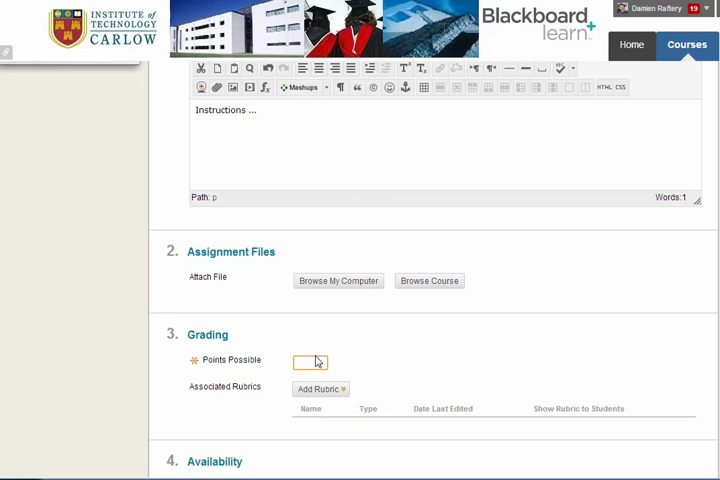 INSTITUTE of
TECHNOLOGY
CARLOW
Blackboard
learn+
Damien Raffery 19
Home Courses
Mashups HTML CSS
Instructions ...
Path: p Words:1
2. Assignment Files
Attach File Browse My Computer Browse Course
3. Grading
Points Possible
Associated Rubrics Add Rubric
Name Type Date Last Edited Show Rubric to Students
4. Availability